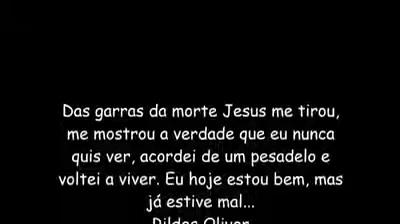 Das garras da morte Jesus me tirou,
me mostrou a verdade que eu nunca
quis ver, acordei de um pesadelo e
voltei a viver. Eu hoje estou bem, mas
já estive mal...